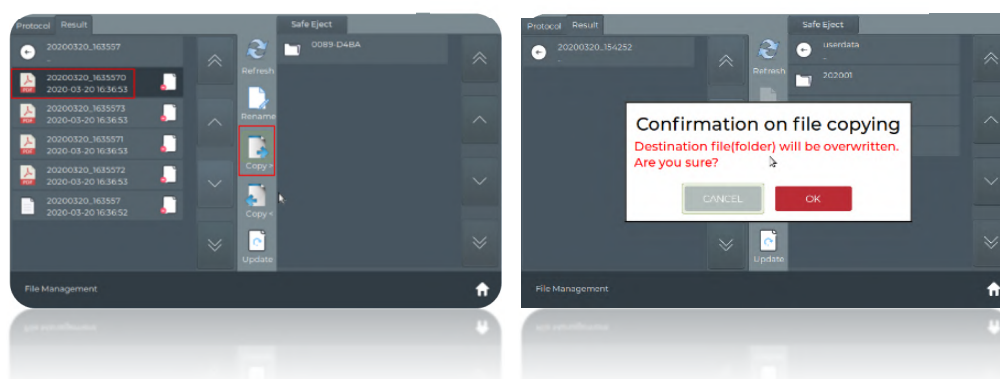 Protocol Result Safe Eject
20200320_163557
-
0089-D4BA
Refresh
20200320_1635570
2020-03-20 16:36:53
Rename
20200320_1635573
2020-03-20 16:36:53
20200320_1635571
2020-03-20 16:36:53
Copy >
20200320_1635572
2020-03-20 16:36:53
20200320_163557
2020-03-20 16:36:52
Copy <
Update
File Management
Protocol Result Safe Eject
20200320_154252
-
userdata
-
Refresh
202001
Confirmation on file copying
Destination file(folder) will be overwritten.
Are you sure?
CANCEL OK
Update
File Management